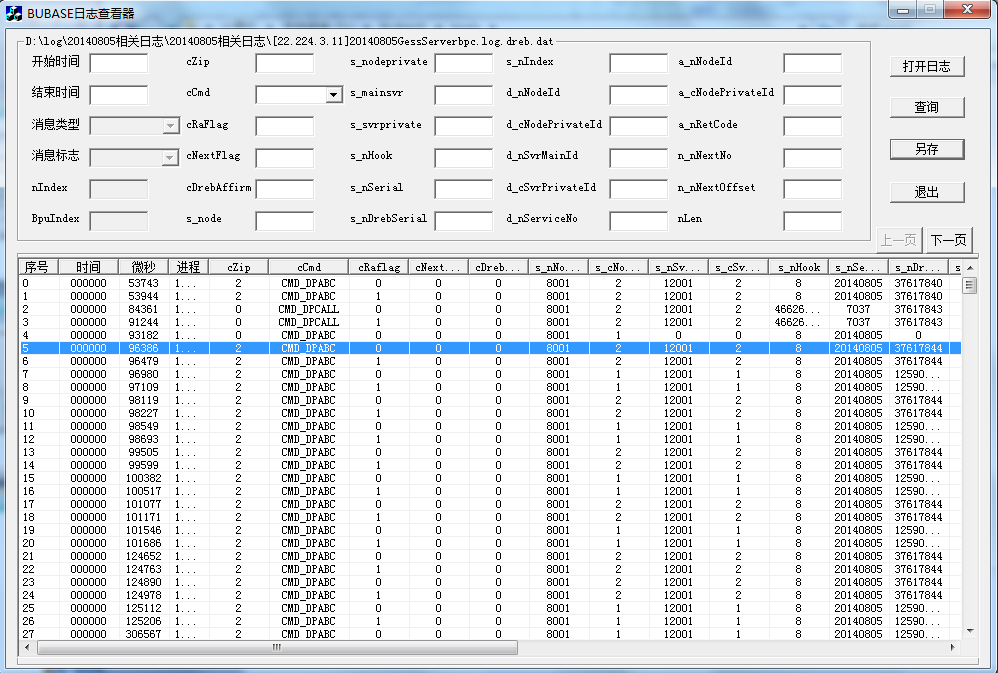 BUBASE日志查看器
D:\log\20140805相关日志\20140805相关日志\[22.224.3.11]20140805GessServerbpc.log.dreb.dat
开始时间 cZip s_nodeprivate s_nIndex a_nNodeId 打开日志
结束时间 cCmd s_mainsvr d_nNodeId a_cNodePrivateId 查询
消息类型 cRaFlag s_svrprivate d_cNodePrivateId a_nRetCode
消息标志 cNextFlag s_nHook d_nSvrMainId n_nNextNo 另存
nIndex cDrebAffirm s_nSerial d_cSvrPrivateId n_nNextOffset 退出
BpuIndex s_node s_nDrebSerial d_nServiceNo nLen
上一页 下一页
序号 时间 微秒 进程 cZip cCmd cRaflag cNext... cDreb... s_nNo... s_cNo... s_nSv... s_cSv... s_nHook s_nSe... s_nDr... s
0 000000 53743 1... 2 CMD_DPABC 0 0 0 8001 2 12001 2 8 20140805 37617840
1 000000 53944 1... 2 CMD_DPABC 1 0 0 8001 2 12001 2 8 20140805 37617840
2 000000 84361 1... 0 CMD_DPCALL 0 0 0 8001 2 12001 2 46626... 7037 37617843
3 000000 91244 1... 0 CMD_DPCALL 1 0 0 8001 2 12001 2 46626... 7037 37617843
4 000000 93182 1... 0 CMD_DPABC 0 0 0 8001 0 0 0 8 20140805 0
5 000000 96386 1... 2 CMD_DPABC 0 0 0 8001 2 12001 2 8 20140805 37617844
6 000000 96479 1... 2 CMD_DPABC 1 0 0 8001 2 12001 2 8 20140805 37617844
7 000000 96980 1... 2 CMD_DPABC 0 0 0 8001 1 12001 1 8 20140805 12590...
8 000000 97109 1... 2 CMD_DPABC 1 0 0 8001 1 12001 1 8 20140805 12590...
9 000000 98119 1... 2 CMD_DPABC 0 0 0 8001 2 12001 2 8 20140805 37617844
10 000000 98227 1... 2 CMD_DPABC 1 0 0 8001 2 12001 2 8 20140805 37617844
11 000000 98549 1... 2 CMD_DPABC 0 0 0 8001 1 12001 1 8 20140805 12590...
12 000000 98693 1... 2 CMD_DPABC 1 0 0 8001 1 12001 1 8 20140805 12590...
13 000000 99505 1... 2 CMD_DPABC 0 0 0 8001 2 12001 2 8 20140805 37617844
14 000000 99599 1... 2 CMD_DPABC 1 0 0 8001 2 12001 2 8 20140805 37617844
15 000000 100382 1... 2 CMD_DPABC 0 0 0 8001 1 12001 1 8 20140805 12590...
16 000000 100517 1... 2 CMD_DPABC 1 0 0 8001 1 12001 1 8 20140805 12590...
17 000000 101077 1... 2 CMD_DPABC 0 0 0 8001 2 12001 2 8 20140805 37617844
18 000000 101171 1... 2 CMD_DPABC 1 0 0 8001 2 12001 2 8 20140805 37617844
19 000000 101546 1... 2 CMD_DPABC 0 0 0 8001 1 12001 1 8 20140805 12590...
20 000000 101686 1... 2 CMD_DPABC 1 0 0 8001 1 12001 1 8 20140805 12590...
21 000000 124652 1... 2 CMD_DPABC 0 0 0 8001 2 12001 2 8 20140805 37617844
22 000000 124763 1... 2 CMD_DPABC 1 0 0 8001 2 12001 2 8 20140805 37617844
23 000000 124890 1... 2 CMD_DPABC 0 0 0 8001 2 12001 2 8 20140805 37617844
24 000000 124978 1... 2 CMD_DPABC 1 0 0 8001 2 12001 2 8 20140805 37617844
25 000000 125112 1... 2 CMD_DPABC 0 0 0 8001 1 12001 1 8 20140805 12590...
26 000000 125206 1... 2 CMD_DPABC 1 0 0 8001 1 12001 1 8 20140805 12590...
27 000000 306567 1... 2 CMD_DPABC 0 0 0 8001 2 12001 1 8 20140805 12590...